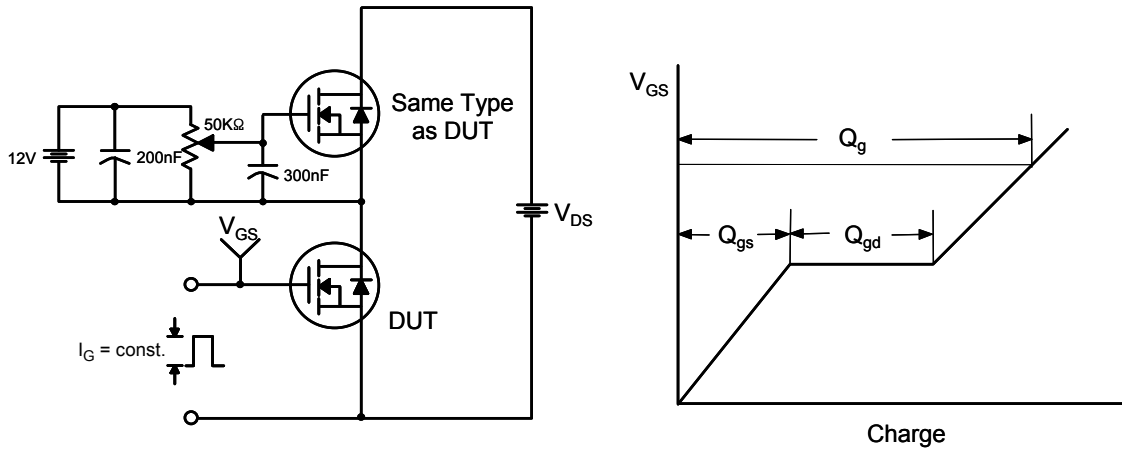 12V
200nF
50KΩ
300nF
Same Type
as DUT
V_GS
DUT
I_G = const.
V_DS
V_GS
Q_g
Q_gs
Q_gd
Charge